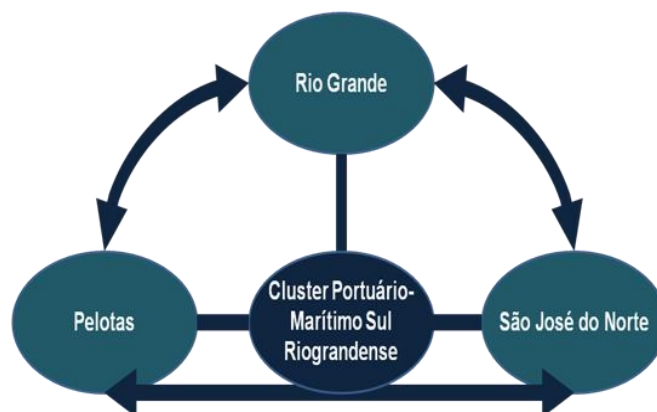 Rio Grande
Pelotas
Cluster Portuário-
Marítimo Sul
Riograndense
São José do Norte